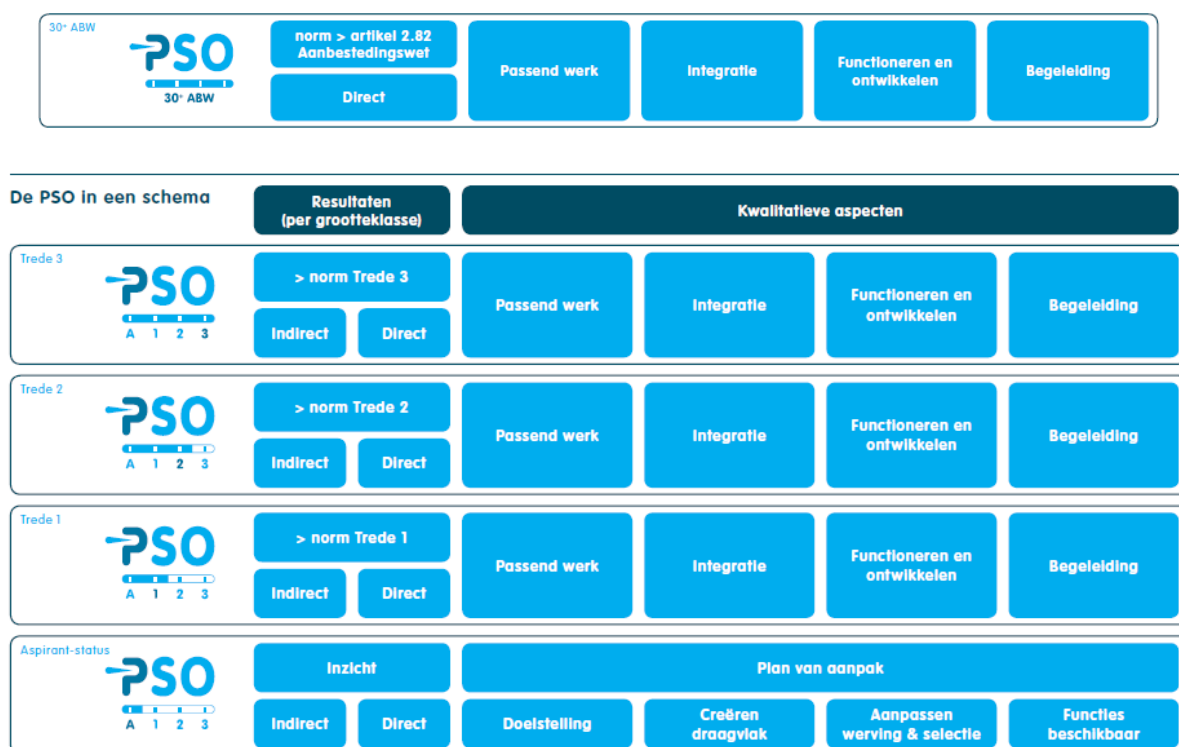 30+ ABW
PSO
30+ ABW
norm > artikel 2.82
Aanbestedingswet
Direct
Passend werk
Integratie
Functioneren en
ontwikkelen
Begeleiding
De PSO in een schema
Resultaten
(per grootteklasse)
Kwalitatieve aspecten
Trede 3
PSO
A 1 2 3
> norm Trede 3
Indirect
Direct
Passend werk
Integratie
Functioneren en
ontwikkelen
Begeleiding
Trede 2
PSO
A 1 2 3
> norm Trede 2
Indirect
Direct
Passend werk
Integratie
Functioneren en
ontwikkelen
Begeleiding
Trede 1
PSO
A 1 2 3
> norm Trede 1
Indirect
Direct
Passend werk
Integratie
Functioneren en
ontwikkelen
Begeleiding
Aspirant-status
PSO
A 1 2 3
Inzicht
Indirect
Direct
Plan van aanpak
Doelstelling
Creëren
draagvlak
Aanpassen
werving & selectie
Functies
beschikbaar